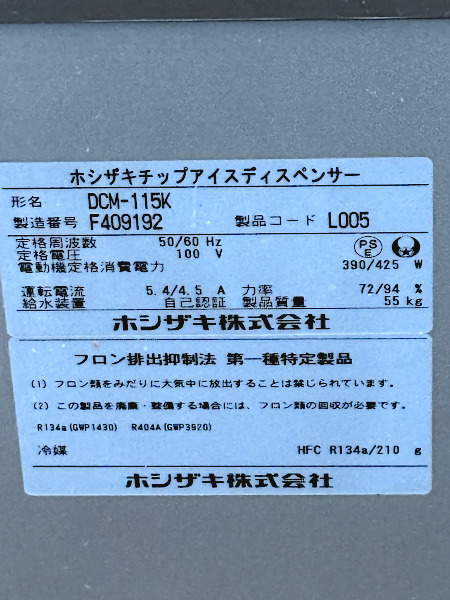 ホシザキチップアイスディスペンサー
形名 DCM-115K
製造番号 F409192 製品コード L005
定格周波数 50/60 Hz
定格電圧 100 V
電動機定格消費電力 390/425 W
PS E
運転電流 5.4/4.5 A 力率 72/94 %
給水装置 自己認証 製品質量 55 kg
ホシザキ株式会社
フロン排出抑制法 第一種特定製品
(1) フロン類をみだりに大気中に放出することは禁じられています。
(2) この製品を廃棄・整備する場合には、フロン類の回収が必要です。
R134a(GWP1430) R404A(GWP3920)
冷媒 HFC R134a/210 g
ホシザキ株式会社